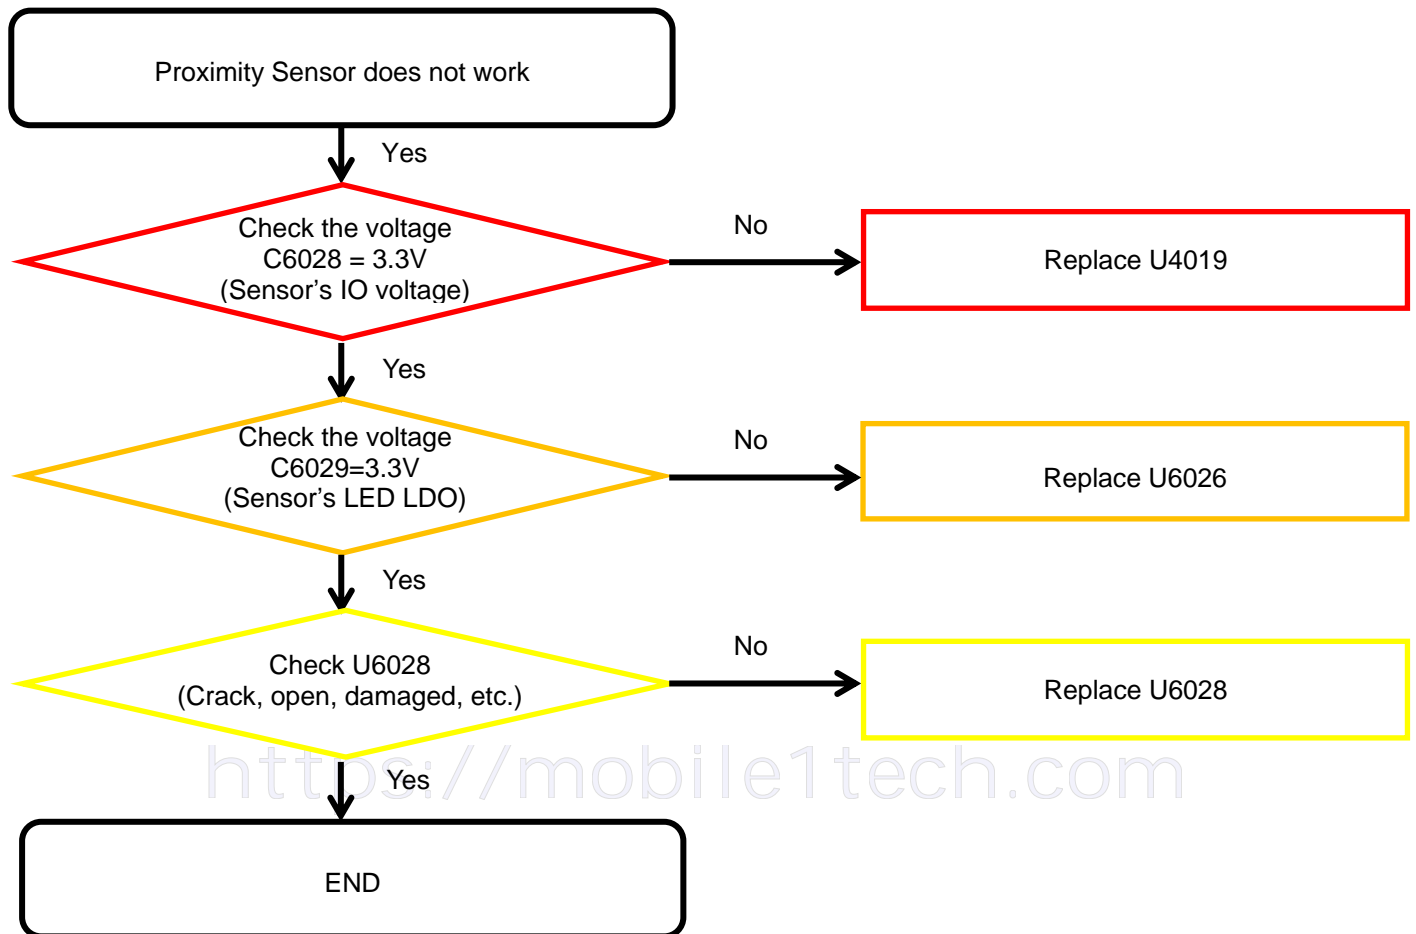 Proximity Sensor does not work
Yes
Check the voltage
C6028 = 3.3V
(Sensor’s IO voltage)
No
Replace U4019
Yes
Check the voltage
C6029=3.3V
(Sensor’s LED LDO)
No
Replace U6026
Yes
Check U6028
(Crack, open, damaged, etc.)
No
Replace U6028
https://mobile1tech.com
Yes
END